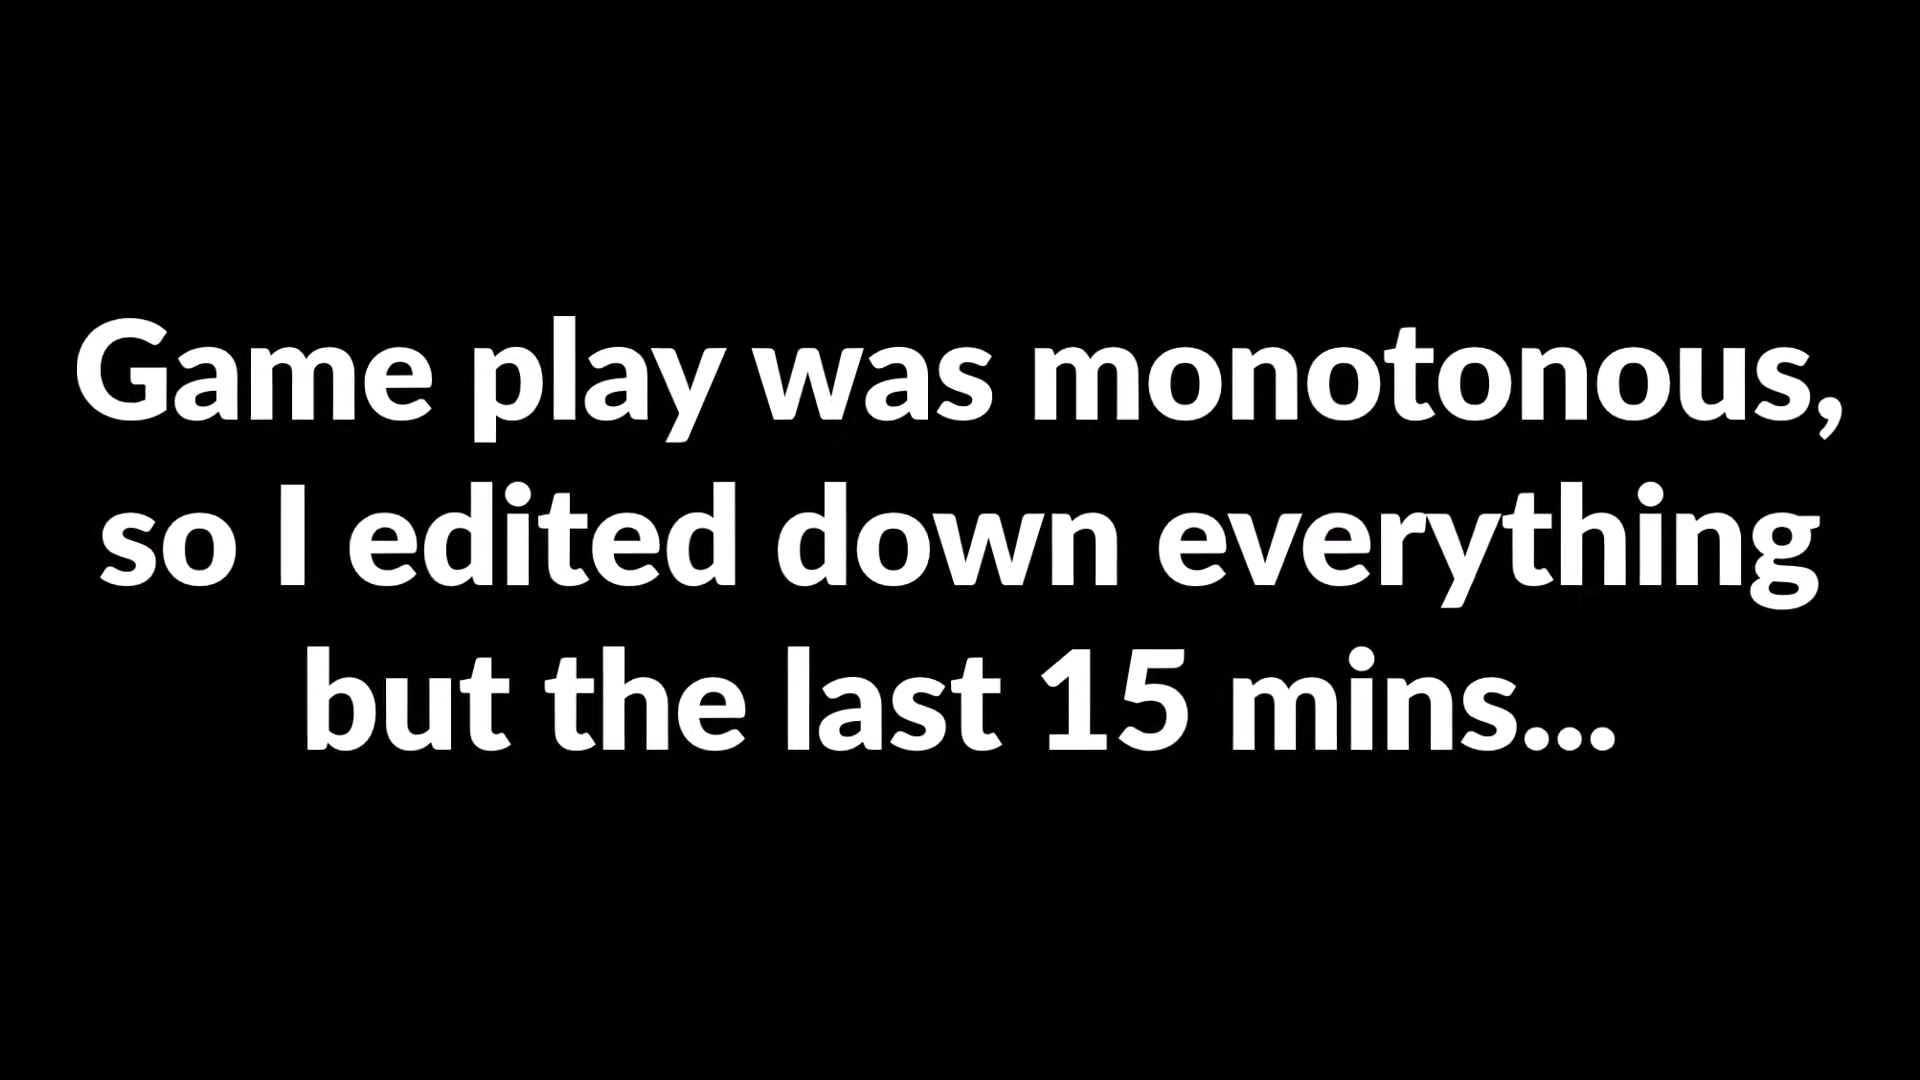 Game play was monotonous,
so I edited down everything
but the last 15 mins...